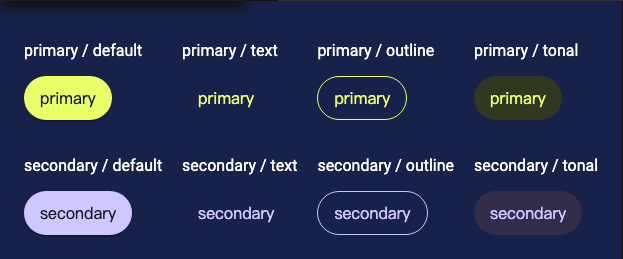 primary / default primary / text primary / outline primary / tonal
primary primary primary primary
secondary / default secondary / text secondary / outline secondary / tonal
secondary secondary secondary secondary